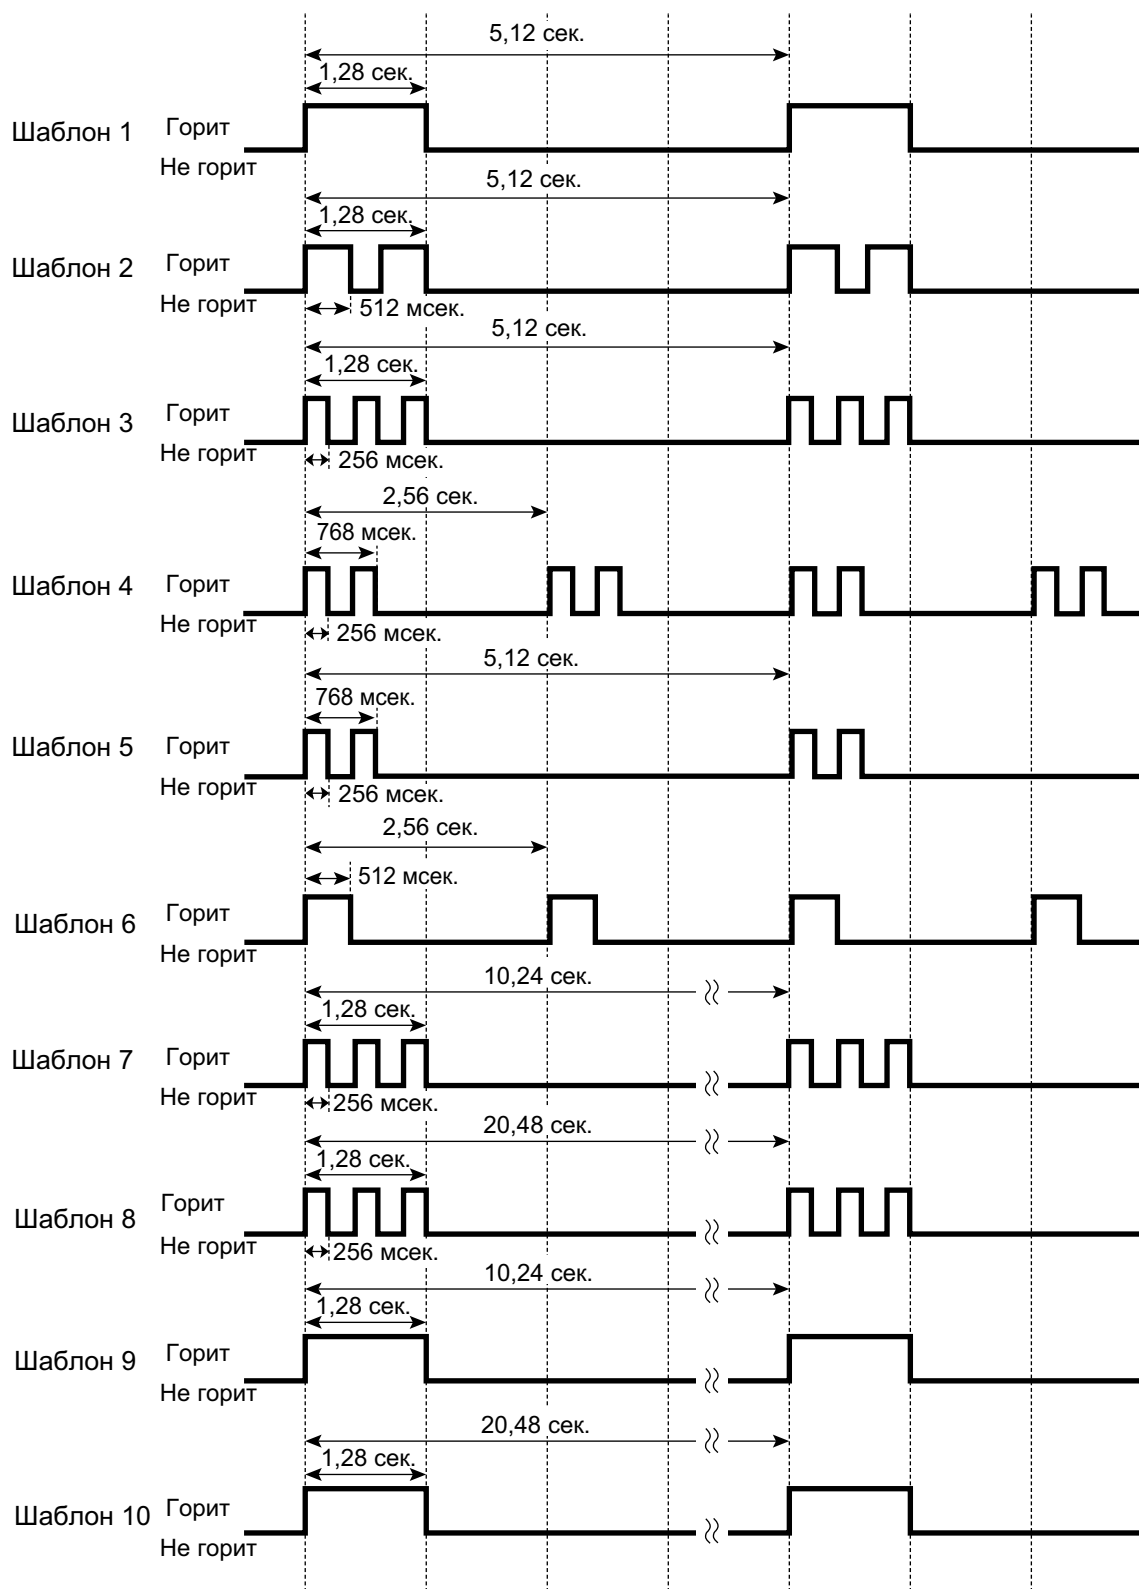 5,12 сек.
1,28 сек.
Шаблон 1
Горит
Не горит
5,12 сек.
1,28 сек.
Шаблон 2
Горит
Не горит
512 мсек.
5,12 сек.
1,28 сек.
Шаблон 3
Горит
Не горит
256 мсек.
2,56 сек.
768 мсек.
Шаблон 4
Горит
Не горит
256 мсек.
5,12 сек.
768 мсек.
Шаблон 5
Горит
Не горит
256 мсек.
2,56 сек.
512 мсек.
Шаблон 6
Горит
Не горит
10,24 сек.
1,28 сек.
Шаблон 7
Горит
Не горит
256 мсек.
20,48 сек.
1,28 сек.
Шаблон 8
Горит
Не горит
256 мсек.
10,24 сек.
1,28 сек.
Шаблон 9
Горит
Не горит
20,48 сек.
1,28 сек.
Шаблон 10
Горит
Не горит